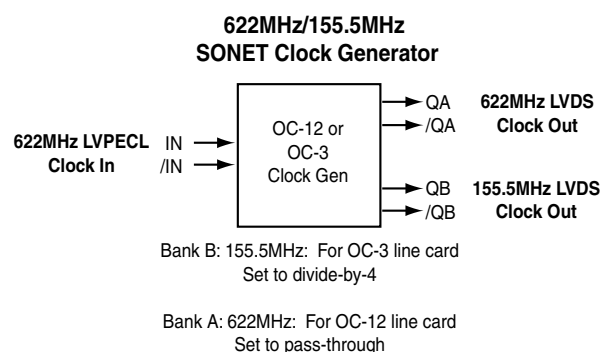 622MHz/155.5MHz
SONET Clock Generator
622MHz LVPECL
Clock In
IN
/IN
OC-12 or
OC-3
Clock Gen
QA
/QA
622MHz LVDS
Clock Out
QB
/QB
155.5MHz LVDS
Clock Out
Bank B: 155.5MHz: For OC-3 line card
Set to divide-by-4
Bank A: 622MHz: For OC-12 line card
Set to pass-through